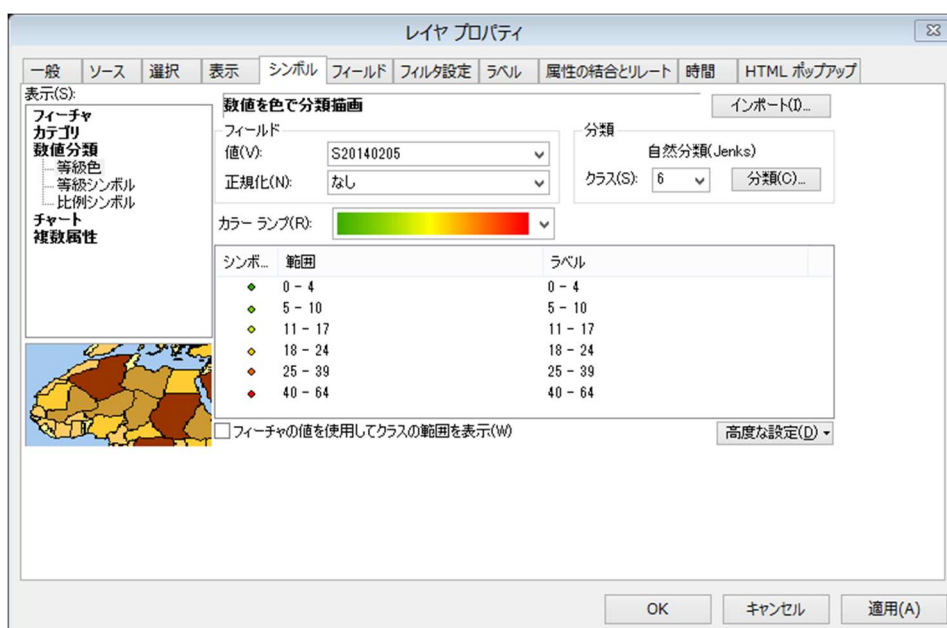 レイヤ プロパティ
一般 ソース 選択 表示 シンボル フィールド フィルタ設定 ラベル 属性の結合とリレート 時間 HTML ポップアップ
表示(S):
フィーチャ
カテゴリ
数値分類
等級色
等級シンボル
比例シンボル
チャート
複数属性
数値を色で分類描画
インポート(I)...
フィールド
値(V): S20140205
正規化(N): なし
分類
自然分類(Jenks)
クラス(S): 6 分類(C)...
カラー ランプ(R):
シンボ... 範囲 ラベル
0 - 4 0 - 4
5 - 10 5 - 10
11 - 17 11 - 17
18 - 24 18 - 24
25 - 39 25 - 39
40 - 64 40 - 64
フィーチャの値を使用してクラスの範囲を表示(W)
高度な設定(D)
OK キャンセル 適用(A)